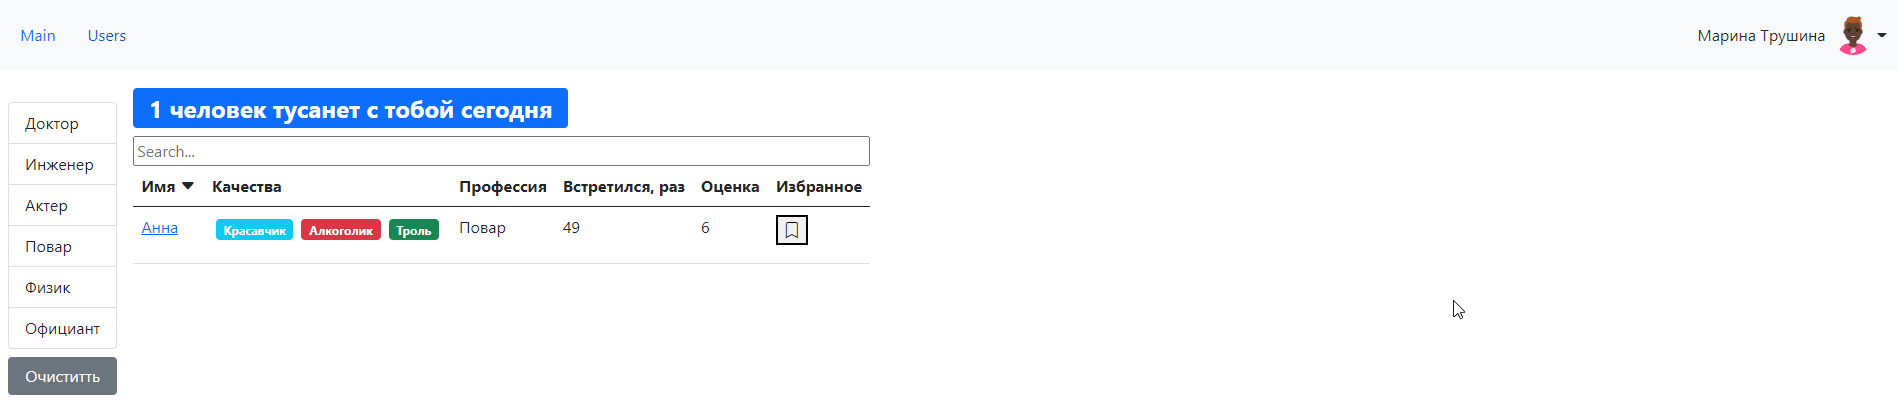 Main Users Марина Трушина
Доктор
Инженер
Актер
Повар
Физик
Официант
Очиститть
1 человек тусанет с тобой сегодня
Search...
Имя Качества Профессия Встретился, раз Оценка Избранное
Анна Красавчик Алкоголик Троль Повар 49 6